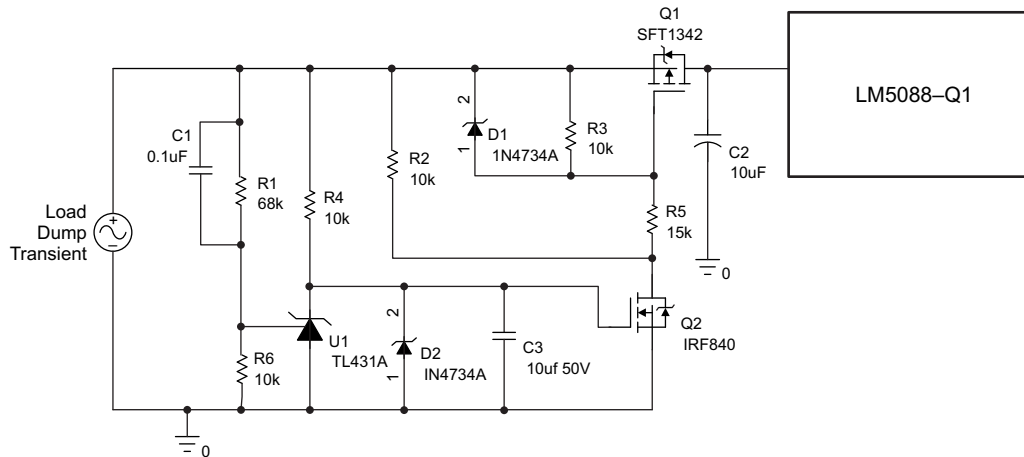 Q1
SFT1342
LM5088–Q1
C1
0.1uF
R1
68k
R4
10k
R2
10k
2
1
D1
1N4734A
R3
10k
C2
10uF
R5
15k
0
Load
Dump
Transient
+
–
R6
10k
U1
TL431A
2
1
D2
IN4734A
C3
10uf 50V
Q2
IRF840
0